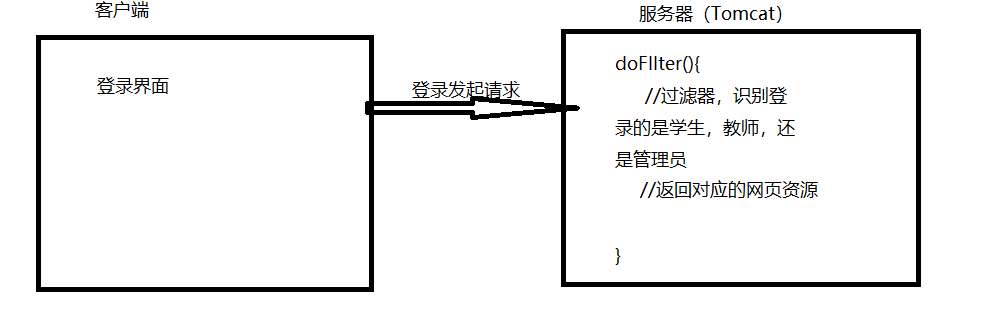 客户端
服务器（Tomcat）
登录界面
登录发起请求
doFIlter(){
//过滤器，识别登
录的是学生，教师，还
是管理员
//返回对应的网页资源
}